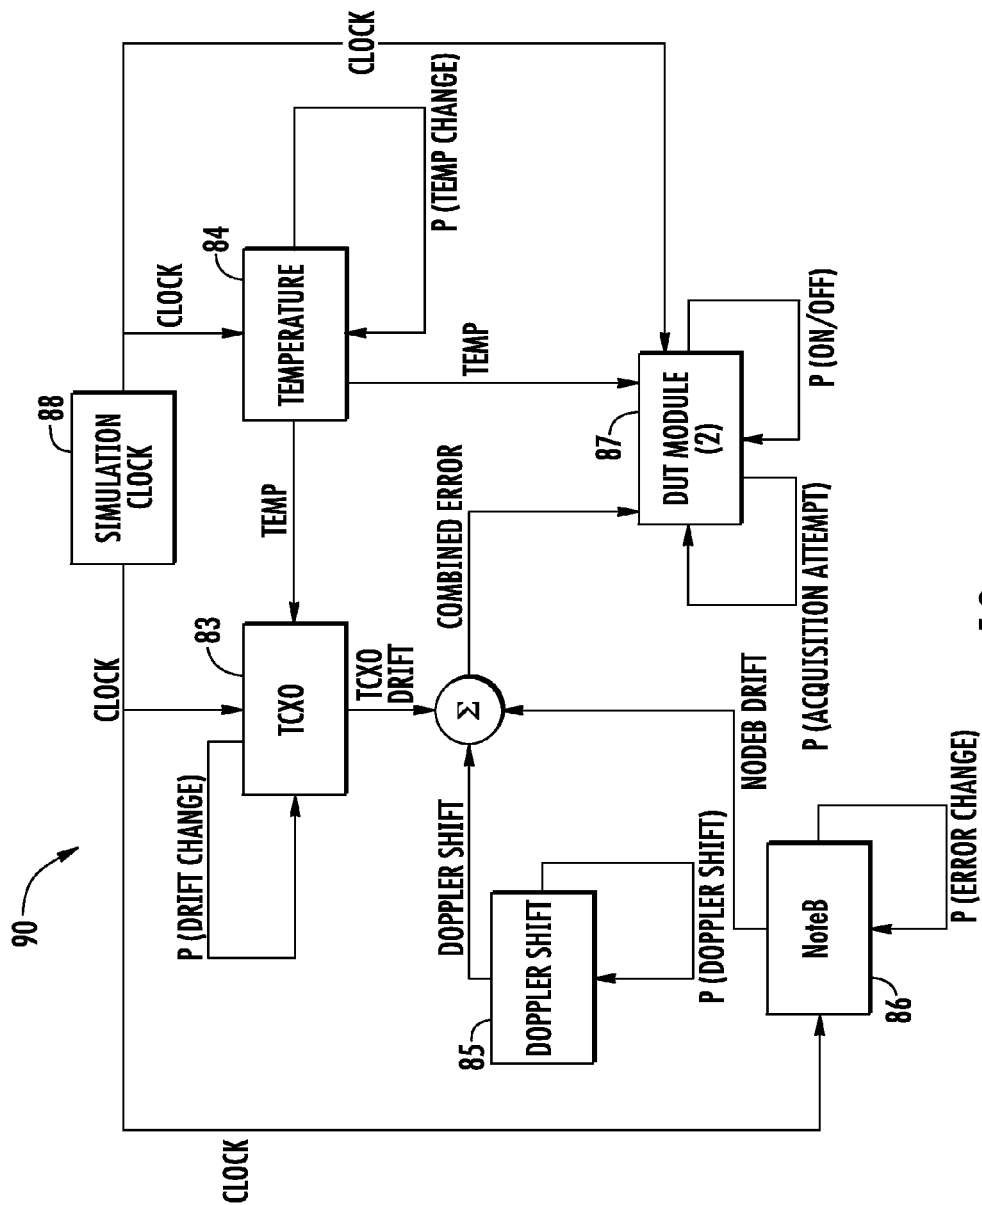 90
CLOCK
SIMULATION
CLOCK
88
CLOCK
CLOCK
P (DRIFT CHANGE)
TCXO
83
TEMP
TEMPERATURE
84
P (TEMP CHANGE)
TCXO
DRIFT
TEMP
DOPPLER SHIFT
Σ
COMBINED ERROR
DOPPLER SHIFT
85
P (DOPPLER SHIFT)
DUT MODULE
(2)
87
P (ON/OFF)
P (ACQUISITION ATTEMPT)
NODEB DRIFT
NoteB
86
P (ERROR CHANGE)
CLOCK